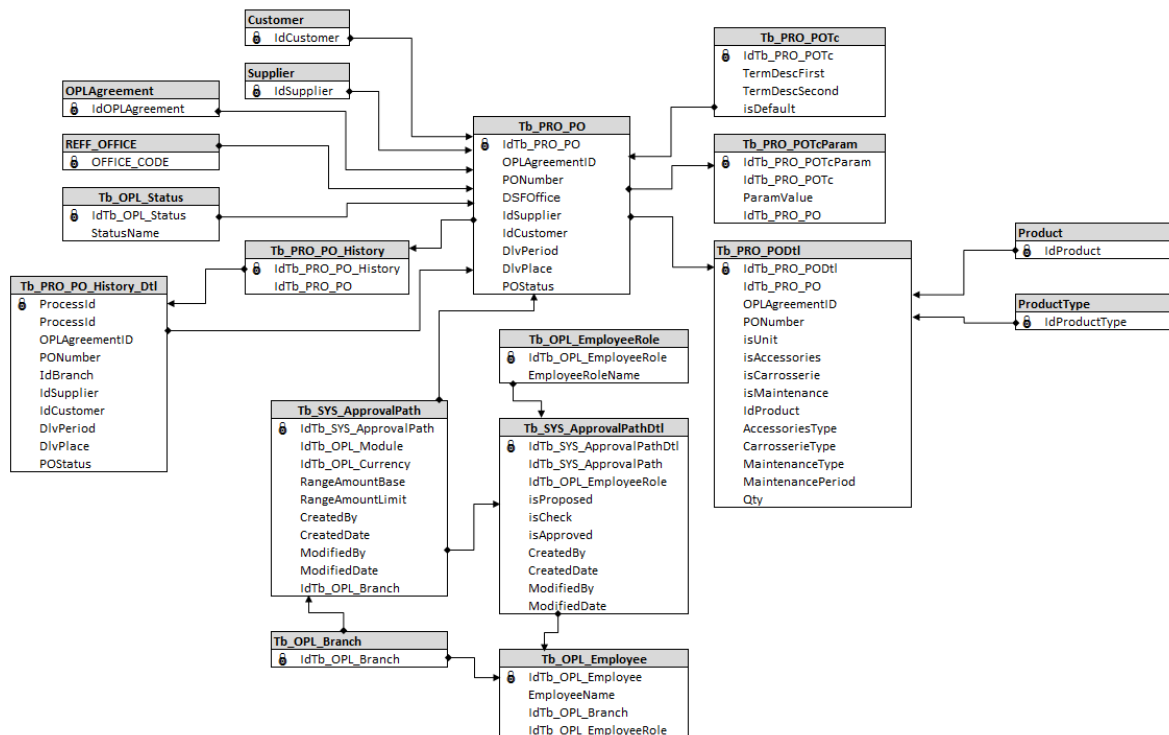 Customer
IdCustomer
Supplier
IdSupplier
OPLAgreement
IdOPLAgreement
REFF_OFFICE
OFFICE_CODE
Tb_OPL_Status
IdTb_OPL_Status
StatusName
Tb_PRO_PO_History
IdTb_PRO_PO_History
IdTb_PRO_PO
Tb_PRO_PO_History_Dtl
ProcessId
ProcessId
OPLAgreementID
PONumber
IdBranch
IdSupplier
IdCustomer
DlvPeriod
DlvPlace
POStatus
Tb_PRO_PO
IdTb_PRO_PO
OPLAgreementID
PONumber
DSFOffice
IdSupplier
IdCustomer
DlvPeriod
DlvPlace
POStatus
Tb_PRO_POTc
IdTb_PRO_POTc
TermDescFirst
TermDescSecond
isDefault
Tb_PRO_POTcParam
IdTb_PRO_POTcParam
IdTb_PRO_POTc
ParamValue
IdTb_PRO_PO
Tb_PRO_PODtl
IdTb_PRO_PODtl
IdTb_PRO_PO
OPLAgreementID
PONumber
isUnit
isAccessories
isCarrosserie
isMaintenance
IdProduct
AccessoriesType
CarrosserieType
MaintenanceType
MaintenancePeriod
Qty
Product
IdProduct
ProductType
IdProductType
Tb_OPL_EmployeeRole
IdTb_OPL_EmployeeRole
EmployeeRoleName
Tb_SYS_ApprovalPath
IdTb_SYS_ApprovalPath
IdTb_OPL_Module
IdTb_OPL_Currency
RangeAmountBase
RangeAmountLimit
CreatedBy
CreatedDate
ModifiedBy
ModifiedDate
IdTb_OPL_Branch
Tb_SYS_ApprovalPathDtl
IdTb_SYS_ApprovalPathDtl
IdTb_SYS_ApprovalPath
IdTb_OPL_EmployeeRole
isProposed
isCheck
isApproved
CreatedBy
CreatedDate
ModifiedBy
ModifiedDate
Tb_OPL_Branch
IdTb_OPL_Branch
Tb_OPL_Employee
IdTb_OPL_Employee
EmployeeName
IdTb_OPL_Branch
IdTb_OPL_EmployeeRole